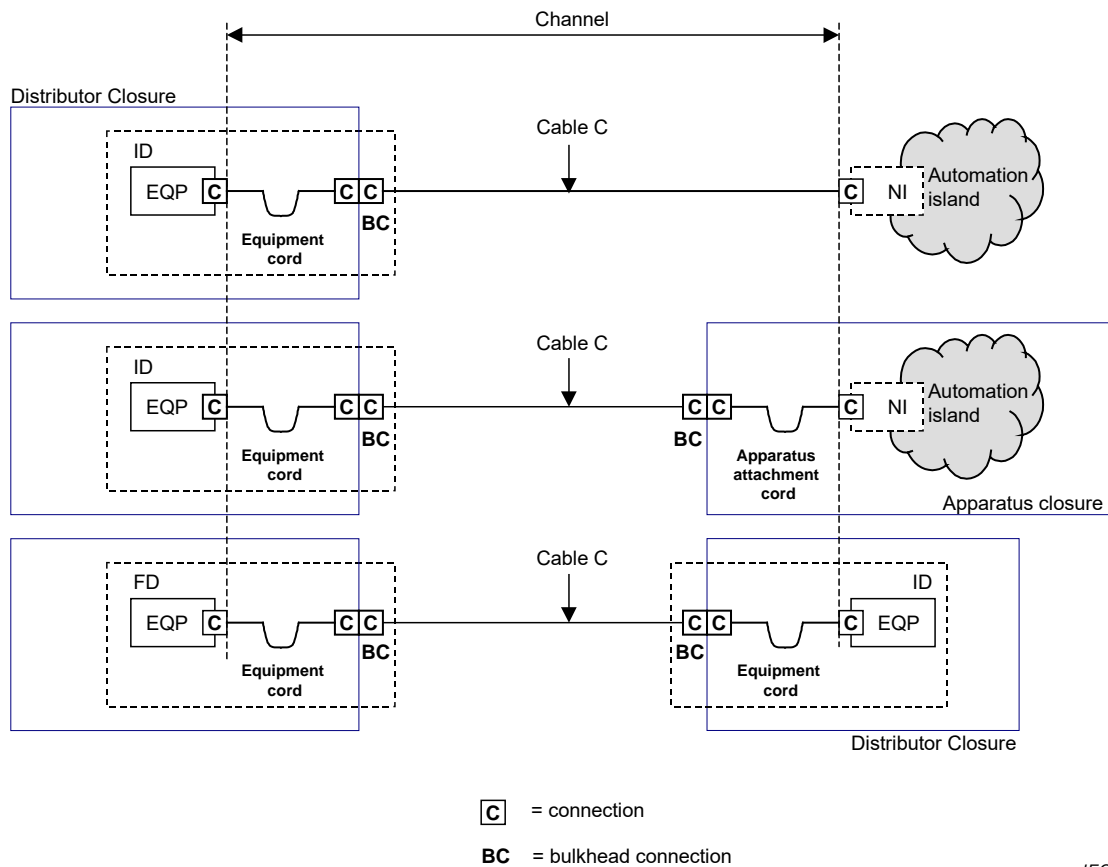 Channel
Distributor Closure
Cable C
ID
EQP
C
C
C
BC
Equipment
cord
C
NI
Automation
island
Cable C
ID
EQP
C
C
C
BC
Equipment
cord
C
C
BC
Apparatus
attachment
cord
C
NI
Automation
island
Apparatus closure
Cable C
FD
EQP
C
C
C
BC
Equipment
cord
C
C
BC
Equipment
cord
C
ID
EQP
Distributor Closure
C = connection
BC = bulkhead connection